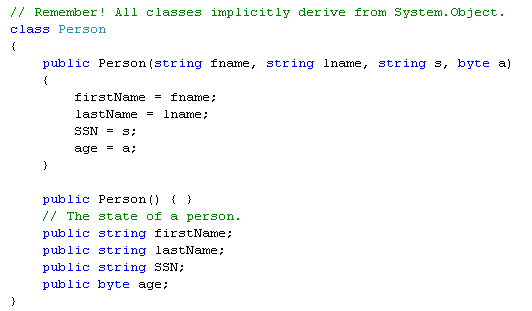 // Remember! All classes implicitly derive from System.Object.
class Person
{
    public Person(string fname, string lname, string s, byte a)
    {
        firstName = fname;
        lastName = lname;
        SSN = s;
        age = a;
    }

    public Person() { }
    // The state of a person.
    public string firstName;
    public string lastName;
    public string SSN;
    public byte age;
}